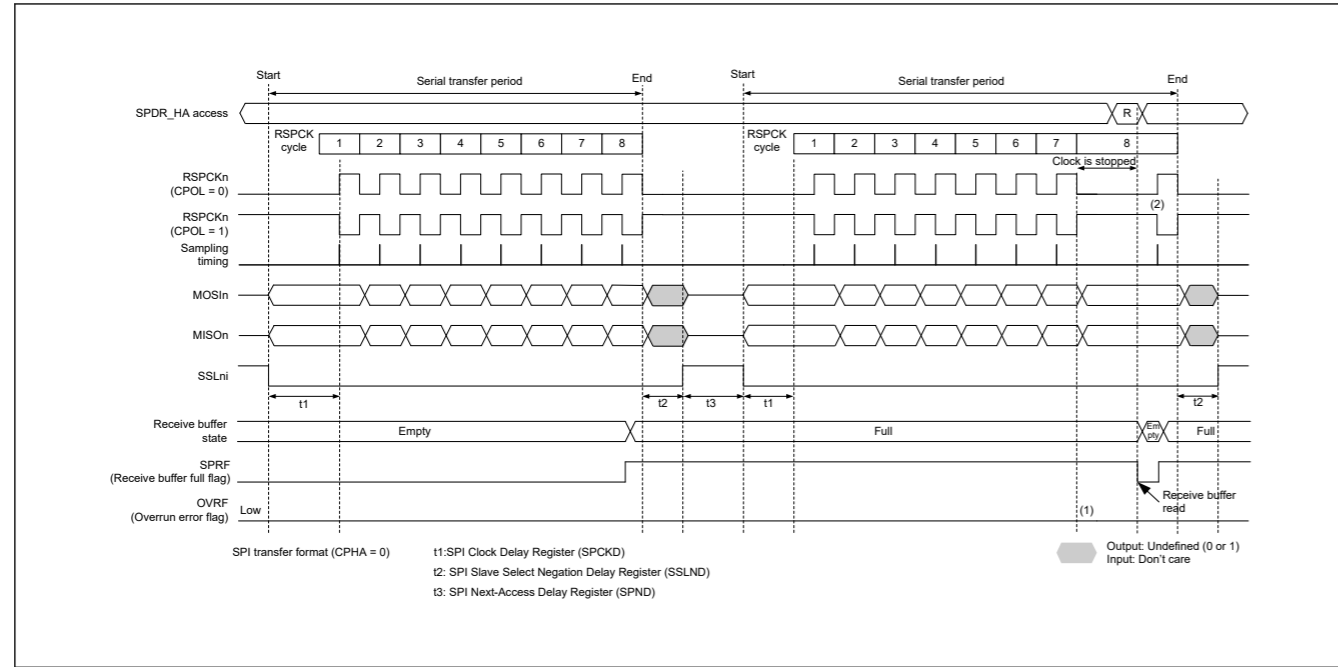 Start
Serial transfer period
End
Start
Serial transfer period
End
SPDR_HA access
R
RSPCK
cycle
1 2 3 4 5 6 7 8
RSPCK
cycle
1 2 3 4 5 6 7 8
Clock is stopped
RSPCKn
(CPOL = 0)
(2)
RSPCKn
(CPOL = 1)
Sampling
timing
MOSIn
MISOn
SSLni
t1
t2
t3
t1
t2
Receive buffer
state
Empty
Full
Em
pty
Full
SPRF
(Receive buffer full flag)
Receive buffer
read
OVRF
(Overrun error flag)
Low
(1)
SPI transfer format (CPHA = 0)
t1:SPI Clock Delay Register (SPCKD)
t2: SPI Slave Select Negation Delay Register (SSLND)
t3: SPI Next-Access Delay Register (SPND)
Output: Undefined (0 or 1)
Input: Don't care